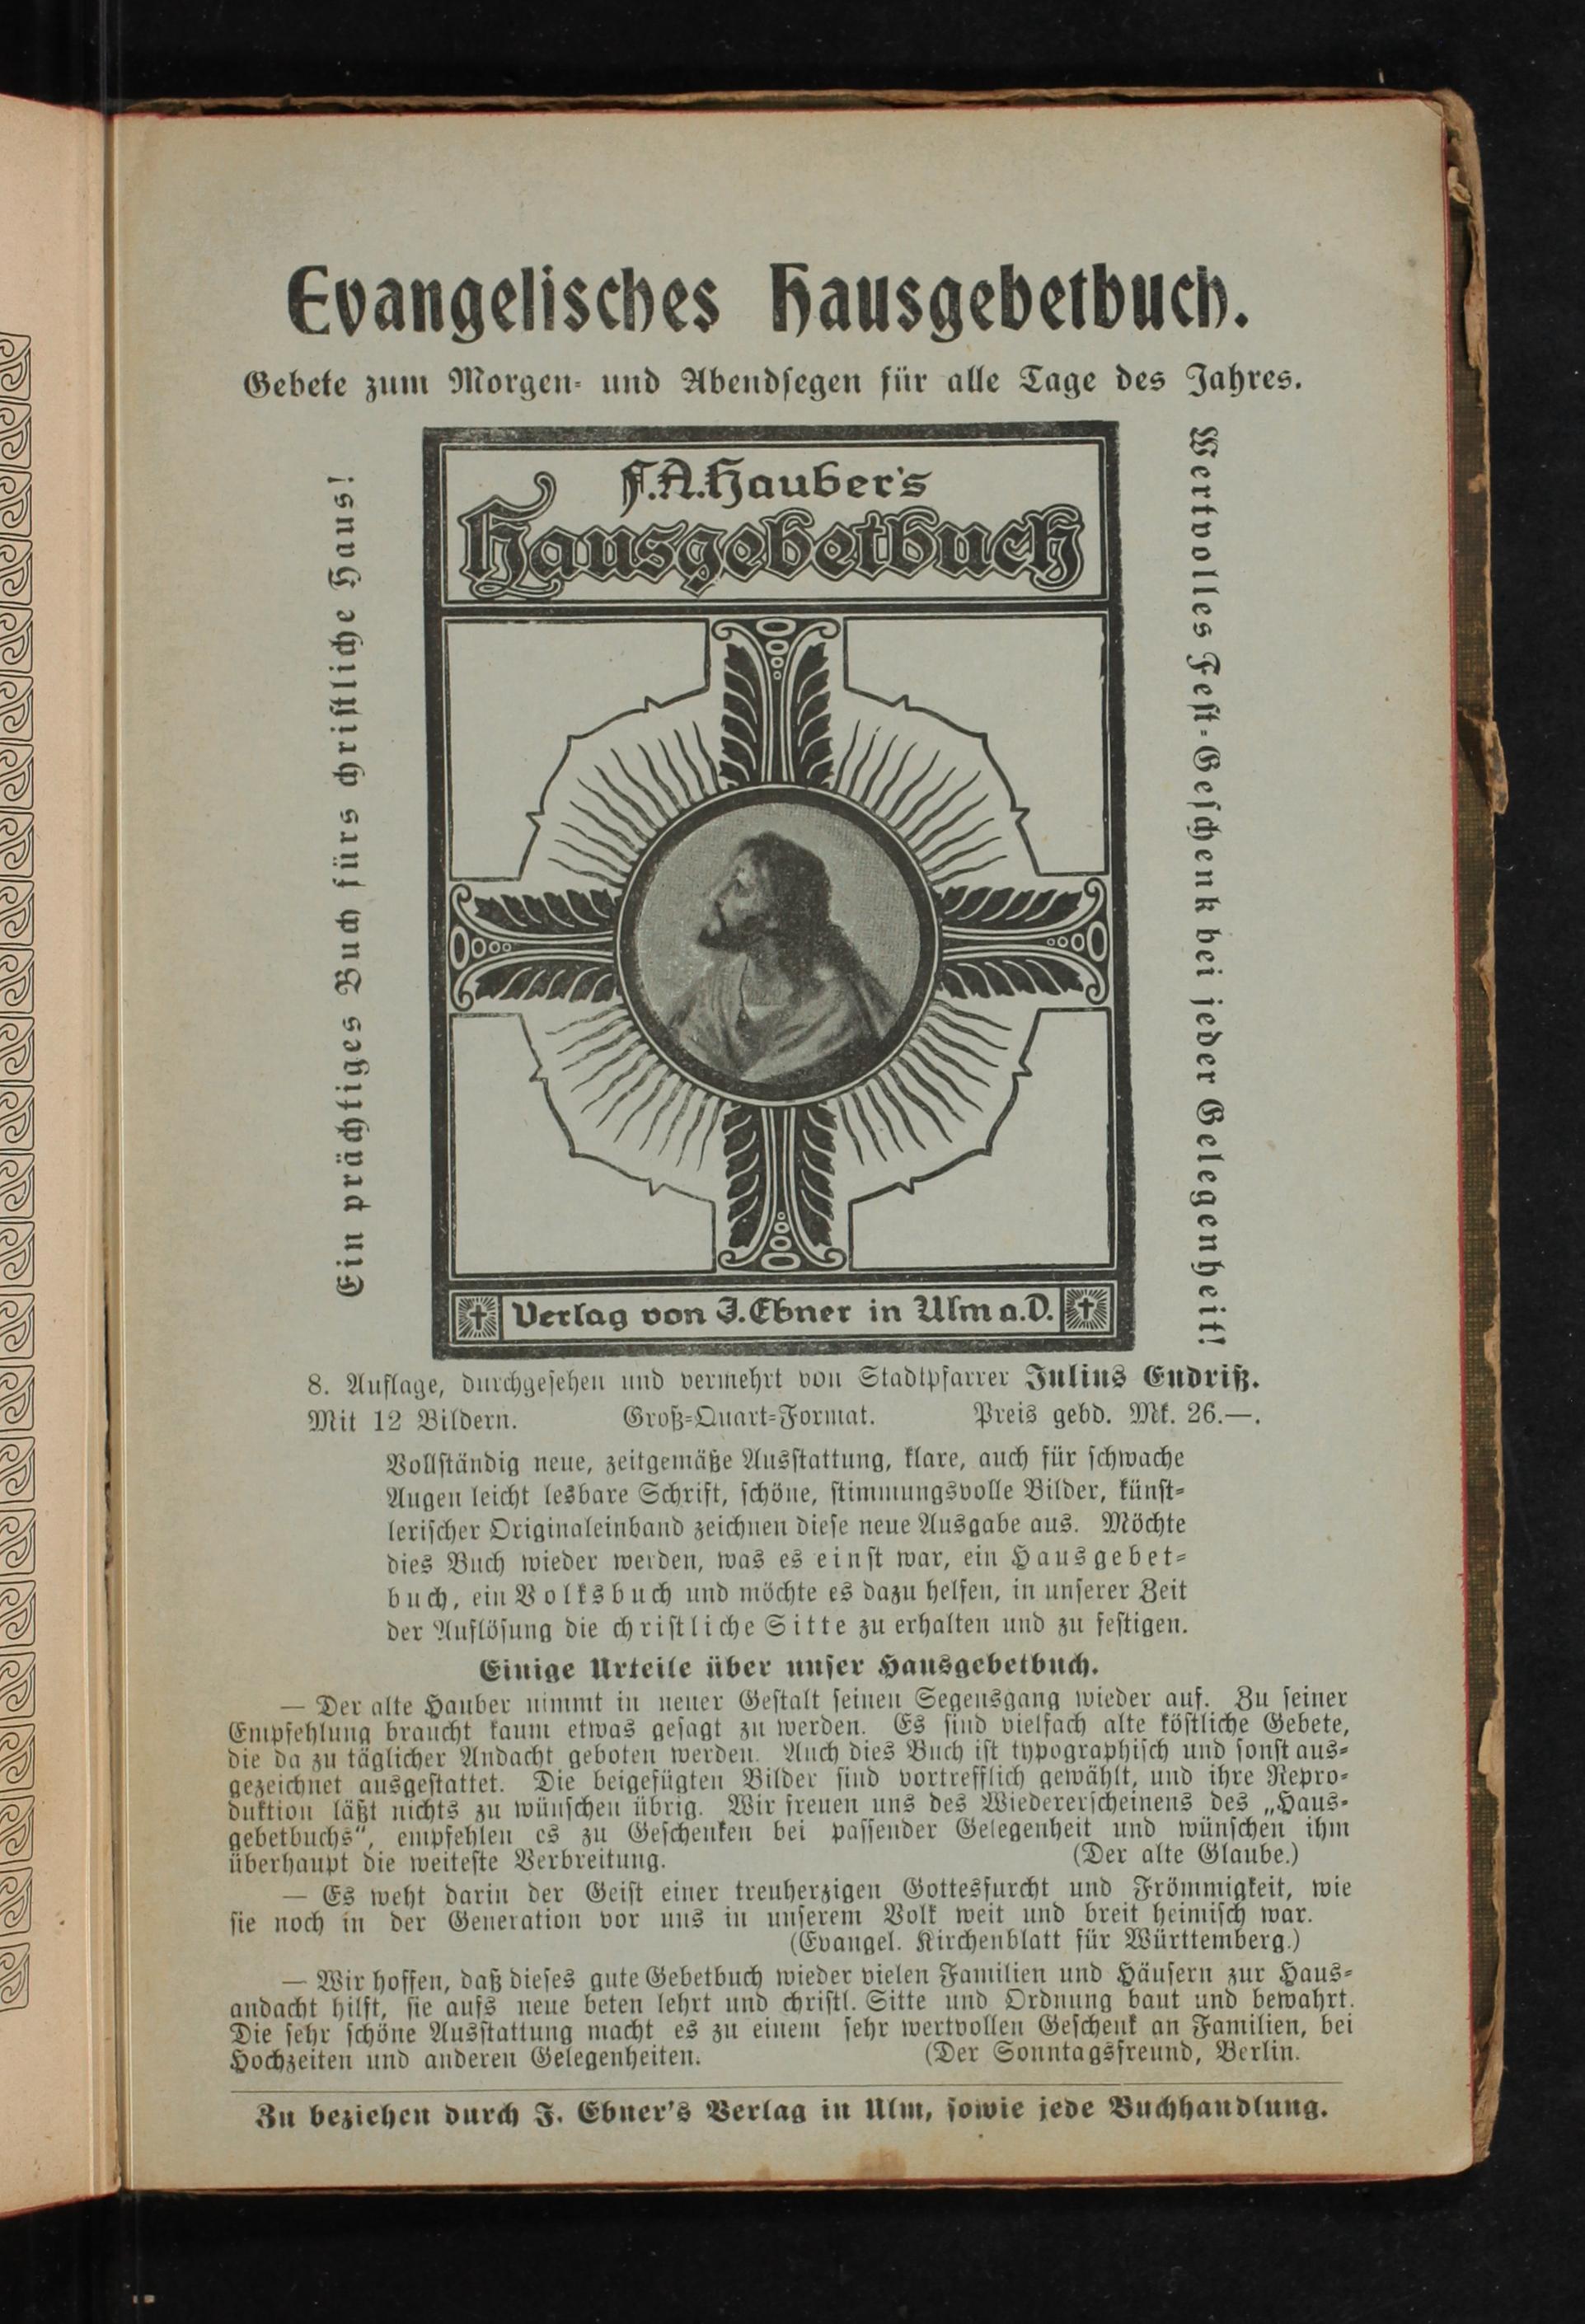 Evangelisches Hausgebetbuch.
Gebete zum Morgen- und Abendsegen für alle Tage des Jahres.
Ein prächtiges Buch fürs christliche Haus!
F.A.Hauber's
Hausgebetbuch
Verlag von J.Ebner in Ulm a.D.
Wertvolles Fest-Geschenk bei jeder Gelegenheit!
8. Auflage, durchgesehen und vermehrt von Stadtpfarrer Julius Endriß.
Mit 12 Bildern. Groß-Quart-Format. Preis gebd. Mk. 26.—.
Vollständig neue, zeitgemäße Ausstattung, klare, auch für schwache
Augen leicht lesbare Schrift, schöne, stimmungsvolle Bilder, künst-
lerischer Originaleinband zeichnen diese neue Ausgabe aus. Möchte
dies Buch wieder werden, was es einst war, ein Hausgebet-
buch, ein Volksbuch und möchte es dazu helfen, in unserer Zeit
der Auflösung die christliche Sitte zu erhalten und zu festigen.
Einige Urteile über unser Hausgebetbuch.
— Der alte Hauber nimmt in neuer Gestalt seinen Segensgang wieder auf. Zu seiner
Empfehlung braucht kaum etwas gesagt zu werden. Es sind vielfach alte köstliche Gebete,
die da zu täglicher Andacht geboten werden. Auch dies Buch ist typographisch und sonst aus-
gezeichnet ausgestattet. Die beigefügten Bilder sind vortrefflich gewählt, und ihre Repro-
duktion läßt nichts zu wünschen übrig. Wir freuen uns des Wiedererscheinens des „Haus-
gebetbuchs“, empfehlen es zu Geschenken bei passender Gelegenheit und wünschen ihm
überhaupt die weiteste Verbreitung. (Der alte Glaube.)
— Es weht darin der Geist einer treuherzigen Gottesfurcht und Frömmigkeit, wie
sie noch in der Generation vor uns in unserem Volk weit und breit heimisch war.
(Evangel. Kirchenblatt für Württemberg.)
— Wir hoffen, daß dieses gute Gebetbuch wieder vielen Familien und Häusern zur Haus-
andacht hilft, sie aufs neue beten lehrt und christl. Sitte und Ordnung baut und bewahrt.
Die sehr schöne Ausstattung macht es zu einem sehr wertvollen Geschenk an Familien, bei
Hochzeiten und anderen Gelegenheiten. (Der Sonntagsfreund, Berlin.
Zu beziehen durch J. Ebner's Verlag in Ulm, sowie jede Buchhandlung.